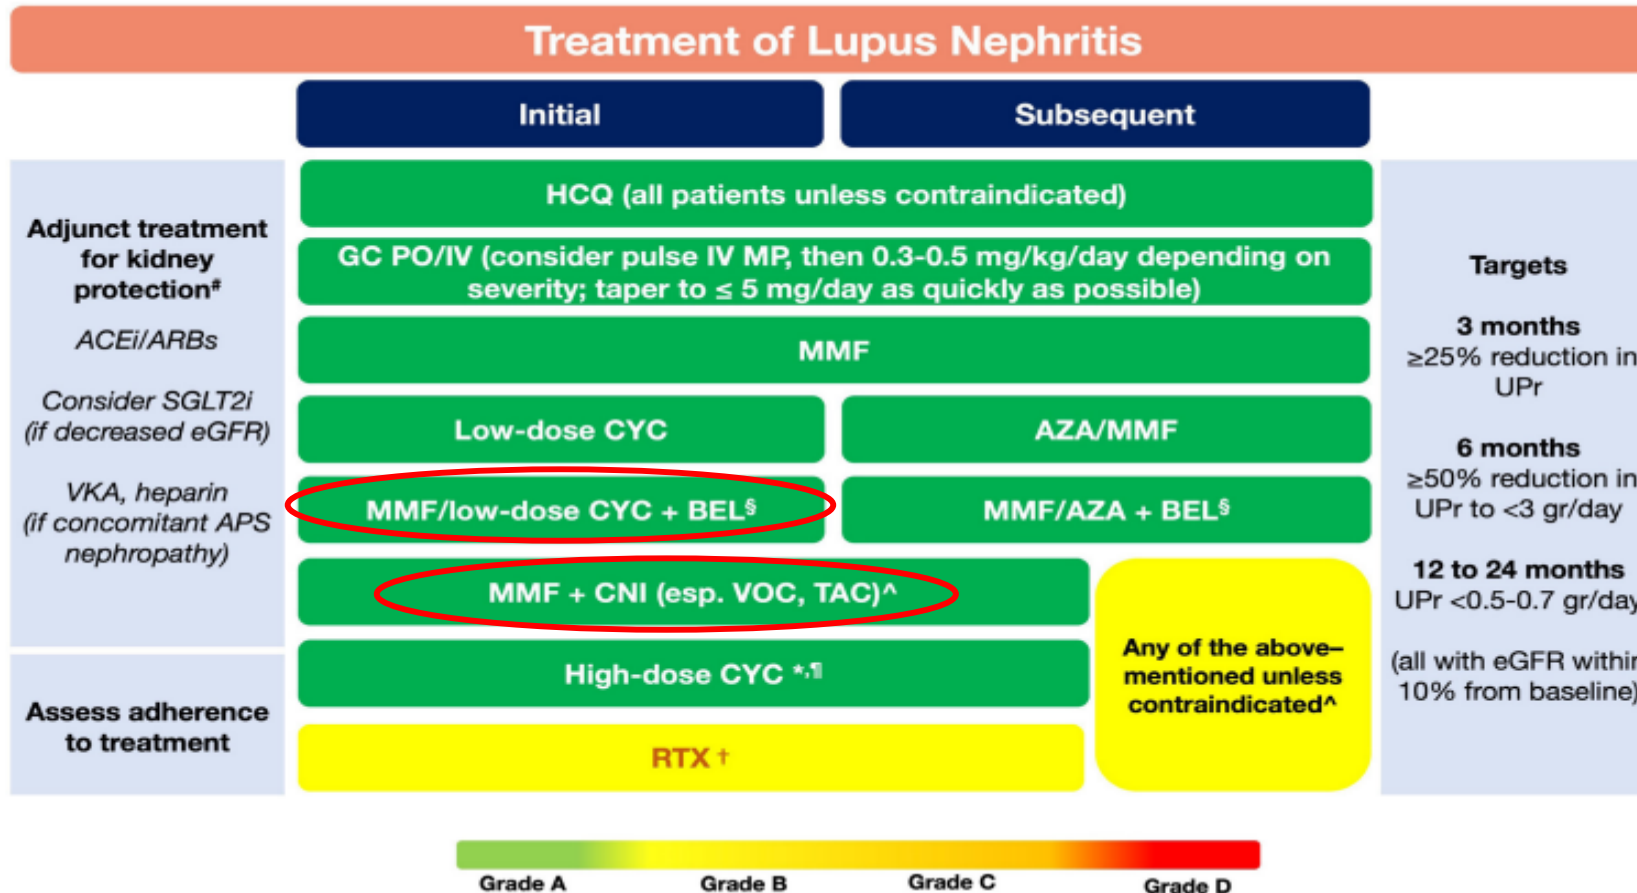 Treatment of Lupus Nephritis
Initial
Subsequent
Adjunct treatment
for kidney
protection#
ACEi/ARBs
Consider SGLT2i
(if decreased eGFR)
VKA, heparin
(if concomitant APS
nephropathy)
Assess adherence
to treatment
HCQ (all patients unless contraindicated)
GC PO/IV (consider pulse IV MP, then 0.3-0.5 mg/kg/day depending on
severity; taper to ≤ 5 mg/day as quickly as possible)
MMF
Low-dose CYC
AZA/MMF
MMF/low-dose CYC + BEL§
MMF/AZA + BEL§
MMF + CNI (esp. VOC, TAC)^
High-dose CYC *,¶
RTX †
Any of the above–
mentioned unless
contraindicated^
Targets
3 months
≥25% reduction in
UPr
6 months
≥50% reduction in
UPr to <3 gr/day
12 to 24 months
UPr <0.5-0.7 gr/day
(all with eGFR within
10% from baseline)
Grade A
Grade B
Grade C
Grade D